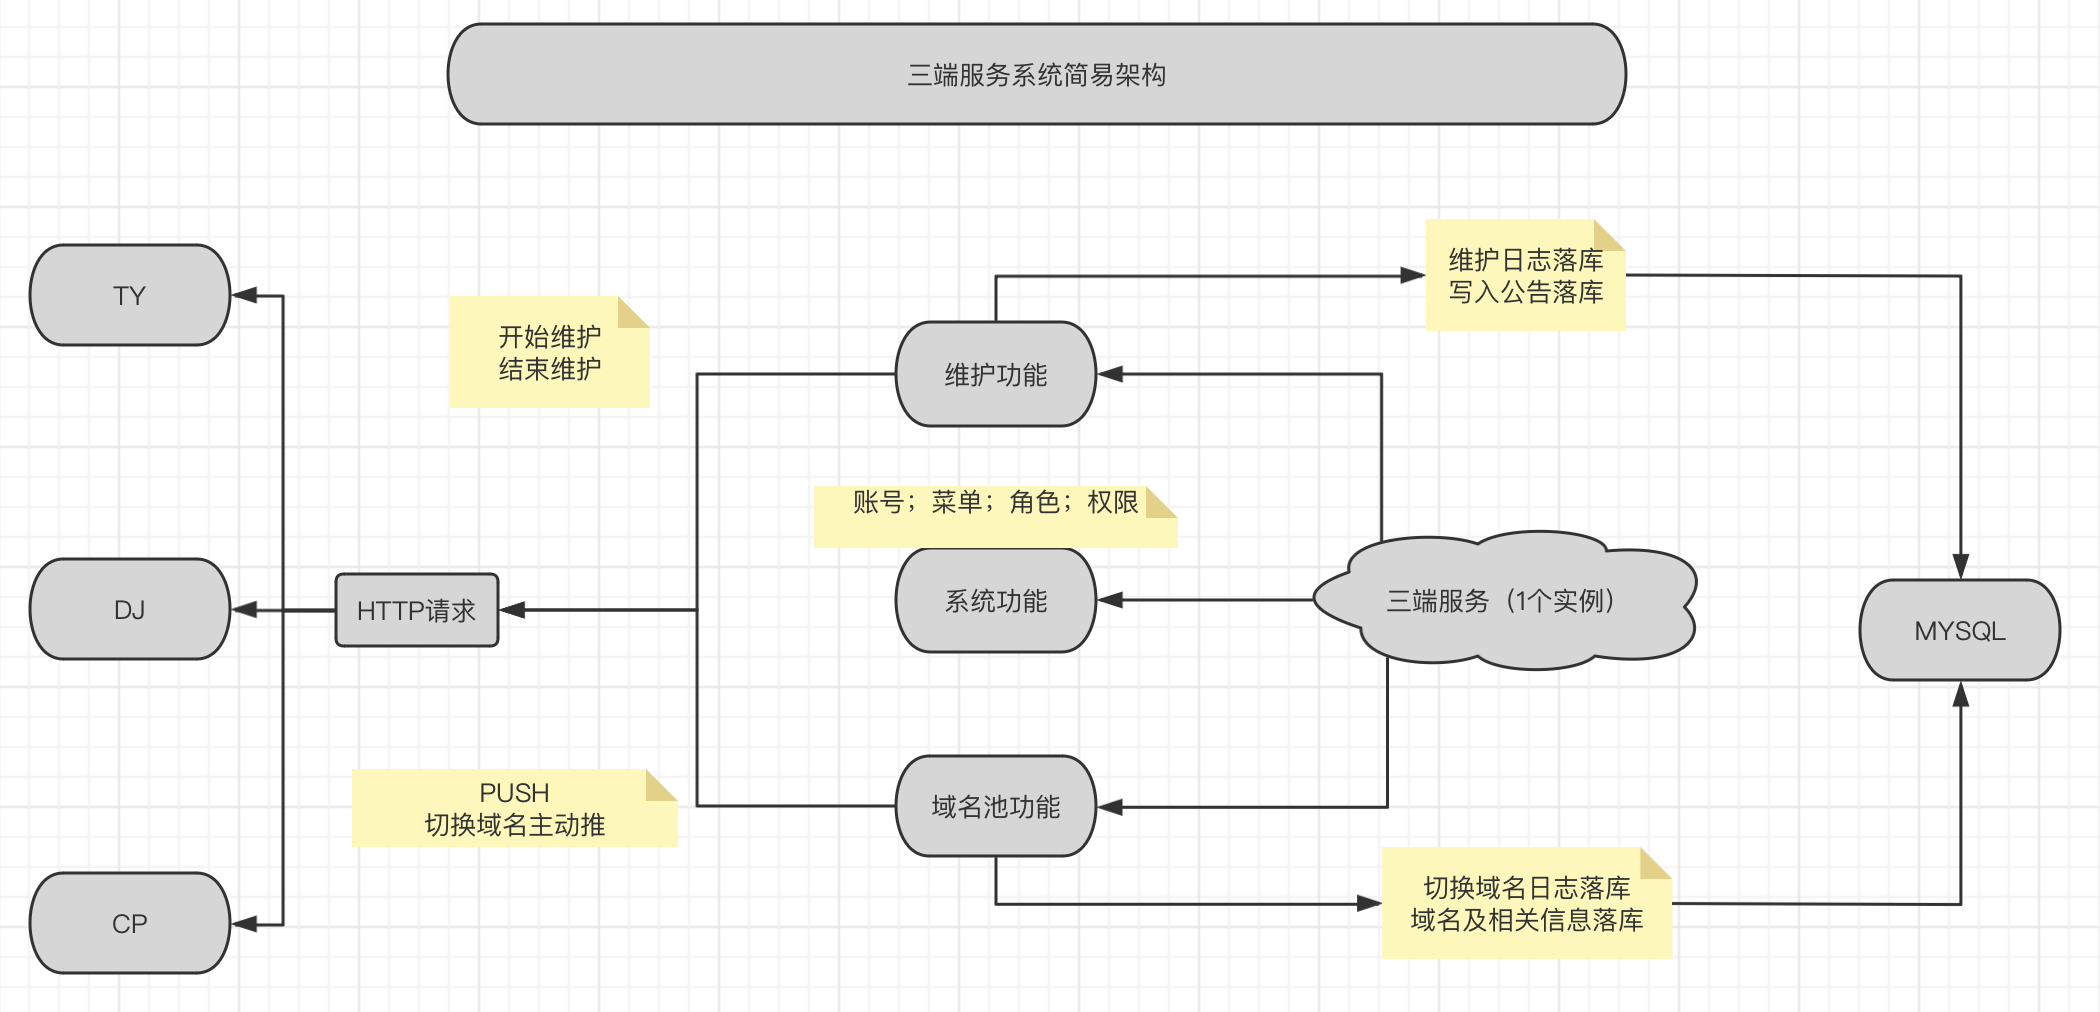 三端服务系统简易架构
维护日志落库
写入公告落库
TY
开始维护
结束维护
维护功能
账号；菜单；角色；权限
DJ
HTTP请求
系统功能
三端服务（1个实例）
MYSQL
PUSH
切换域名主动推
域名池功能
切换域名日志落库
域名及相关信息落库
CP